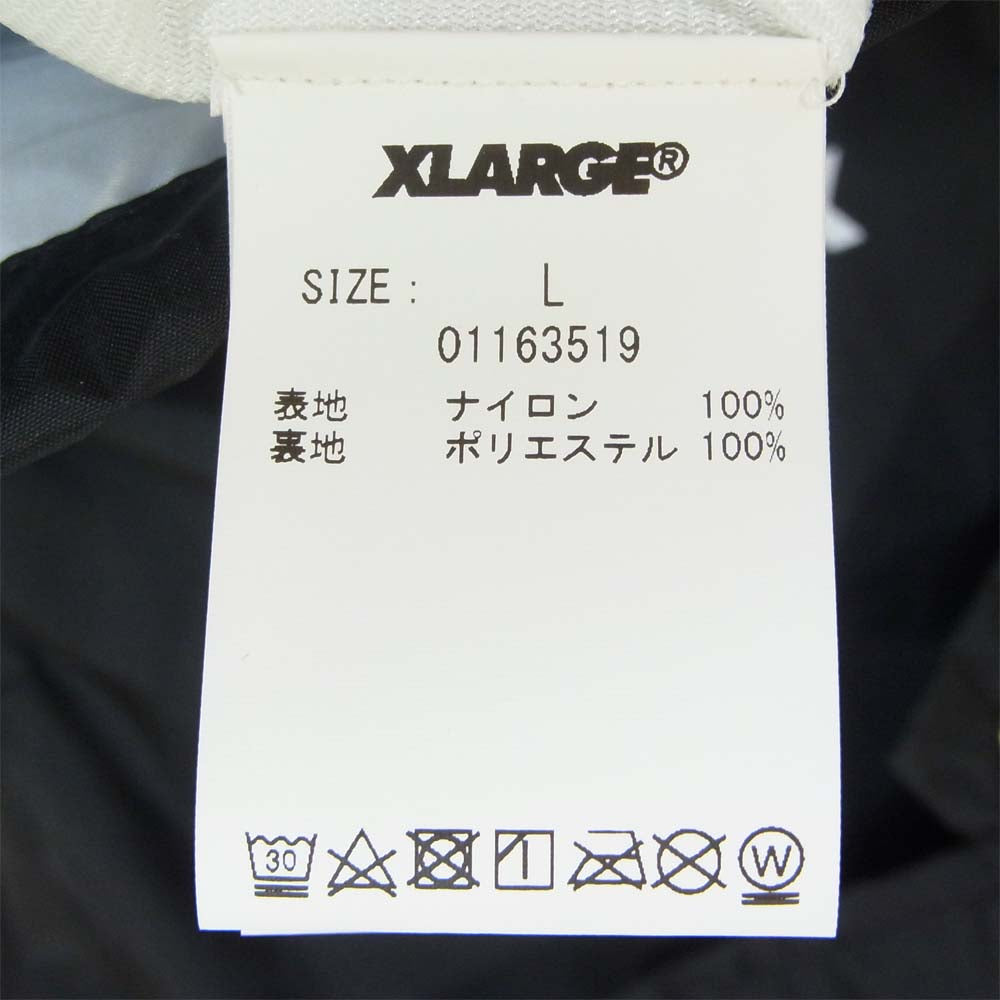 XLARGE®
SIZE : L
01163519
表地 ナイロン 100%
裏地 ポリエステル 100%
30 W